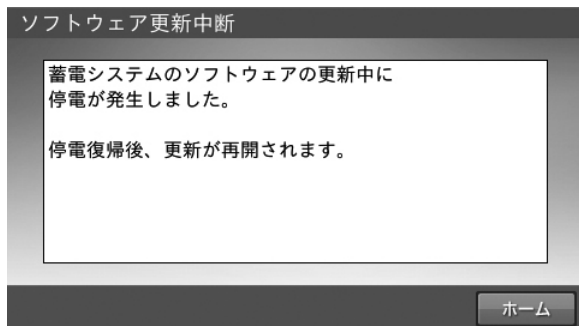 ソフトウェア更新中断
蓄電システムのソフトウェアの更新中に
停電が発生しました。
停電復帰後、更新が再開されます。
ホーム